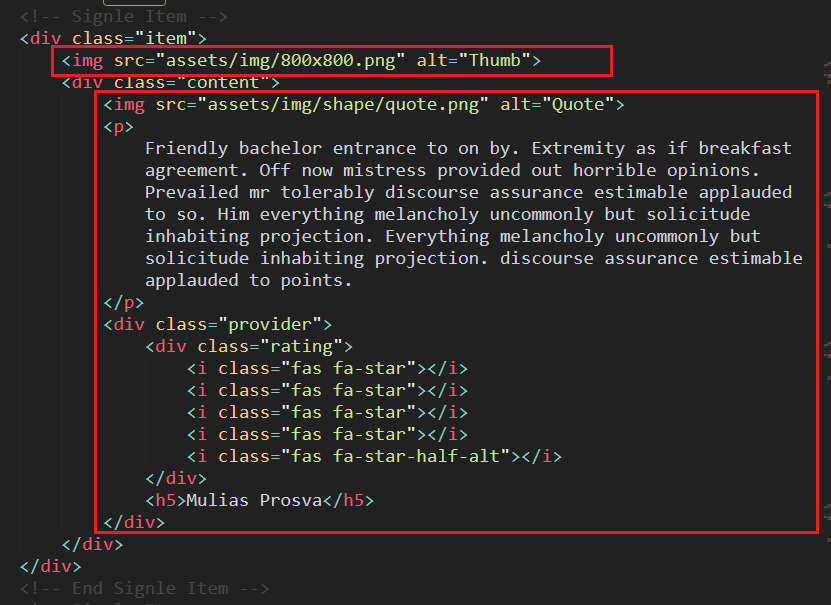 <!-- Signle Item -->
<div class="item">
<img src="assets/img/800x800.png" alt="Thumb">
<div class="content">
<img src="assets/img/shape/quote.png" alt="Quote">
<p>
Friendly bachelor entrance to on by. Extremity as if breakfast
agreement. Off now mistress provided out horrible opinions.
Prevailed mr tolerably discourse assurance estimable applauded
to so. Him everything melancholy uncommonly but solicitude
inhabiting projection. Everything melancholy uncommonly but
solicitude inhabiting projection. discourse assurance estimable
applauded to points.
</p>
<div class="provider">
<div class="rating">
<i class="fas fa-star"></i>
<i class="fas fa-star"></i>
<i class="fas fa-star"></i>
<i class="fas fa-star"></i>
<i class="fas fa-star-half-alt"></i>
</div>
<h5>Mulias Prosva</h5>
</div>
</div>
</div>
<!-- End Signle Item -->